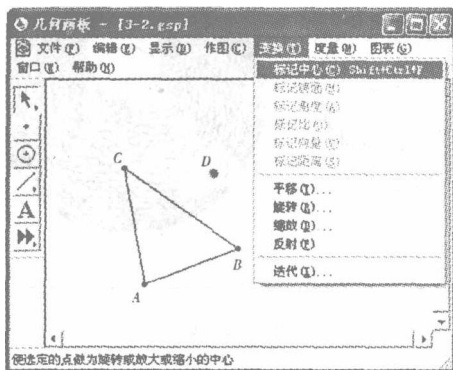 几何画板 - [3-2.gsp]
文件(F) 编辑(E) 显示(D) 作图(C) 变换(T) 度量(M) 图表(G)
窗口(W) 帮助(H)
标记中心(C) Shift+Ctrl+F
标记镜面(M)
标记角度(A)
标记比(O)
标记向量(V)
标记距离(D)
平移(T)...
旋转(R)...
缩放(D)...
反射(F)
迭代(I)...
A
C
D
B
A
使选定的点做为旋转或放大或缩小的中心